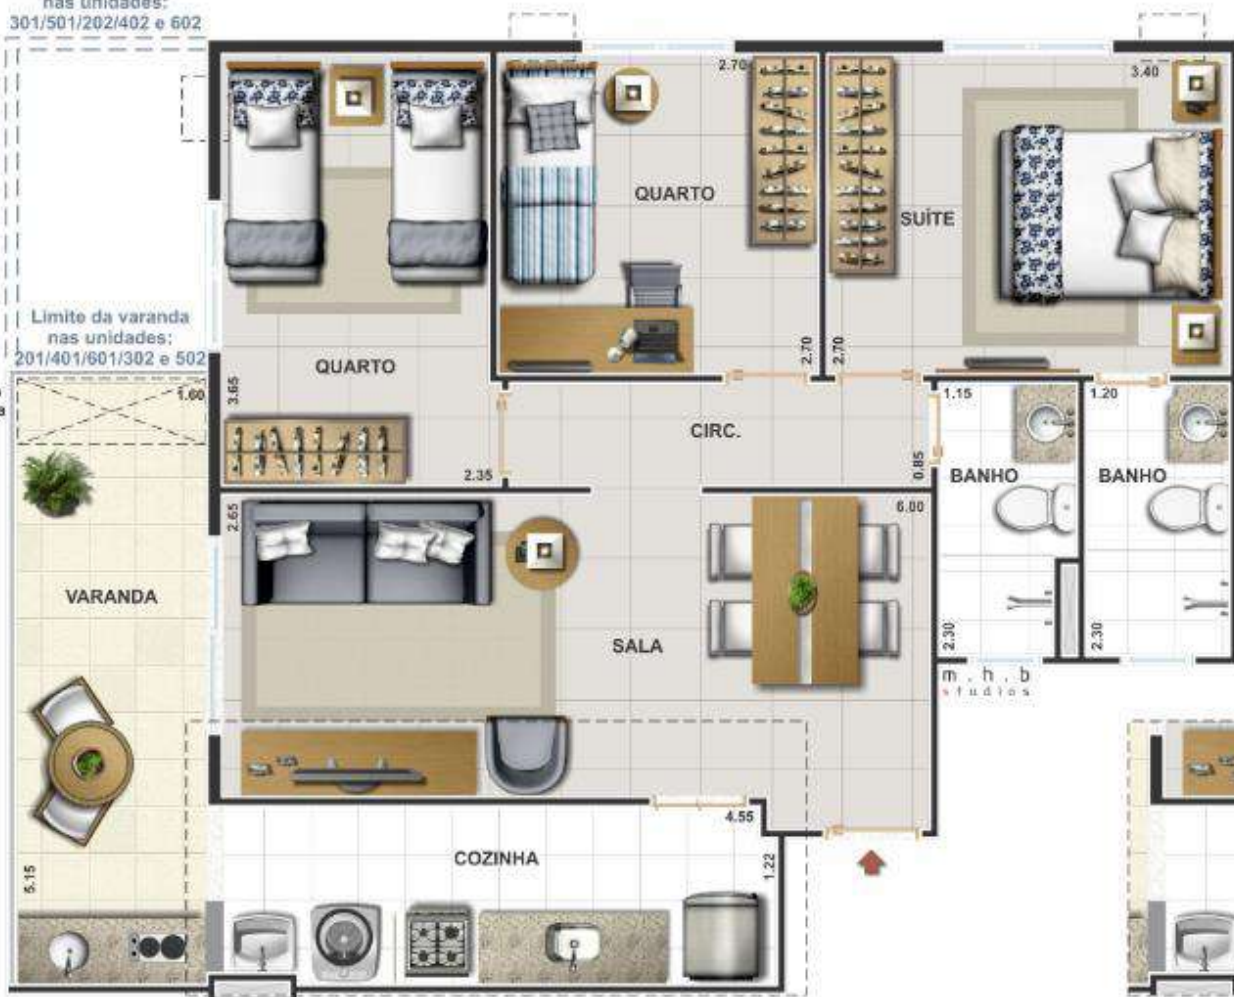 nas unidades:
301/501/202/402 e 602
2.70
3.40
QUARTO
SUÍTE
Limite da varanda
nas unidades:
201/401/601/302 e 502
QUARTO
2.70
2.70
1.60
3.65
1.15
1.20
CIRC.
2.35
0.85
BANHO
BANHO
2.65
6.00
VARANDA
SALA
2.30
2.30
m.h.b
studios
4.55
COZINHA
1.22
5.15